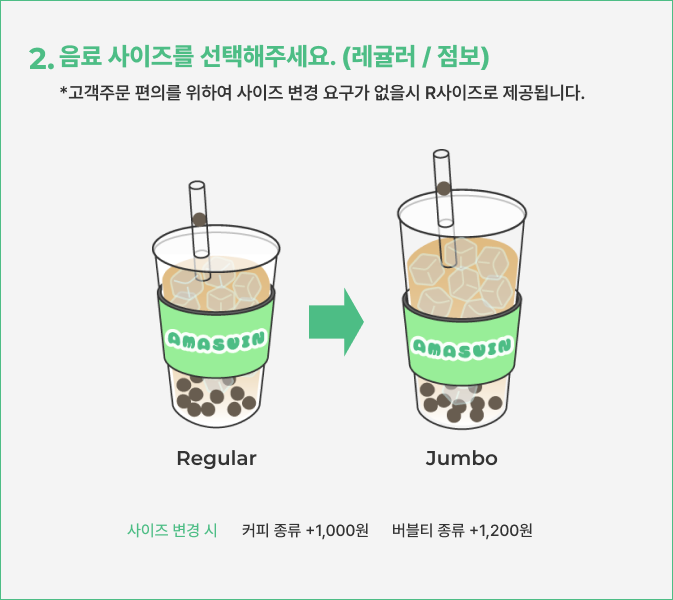 2. 음료 사이즈를 선택해주세요. (레귤러 / 점보)
*고객주문 편의를 위하여 사이즈 변경 요구가 없을시 R사이즈로 제공됩니다.
AMASVIN AMASVIN
Regular Jumbo
사이즈 변경 시 커피 종류 +1,000원 버블티 종류 +1,200원